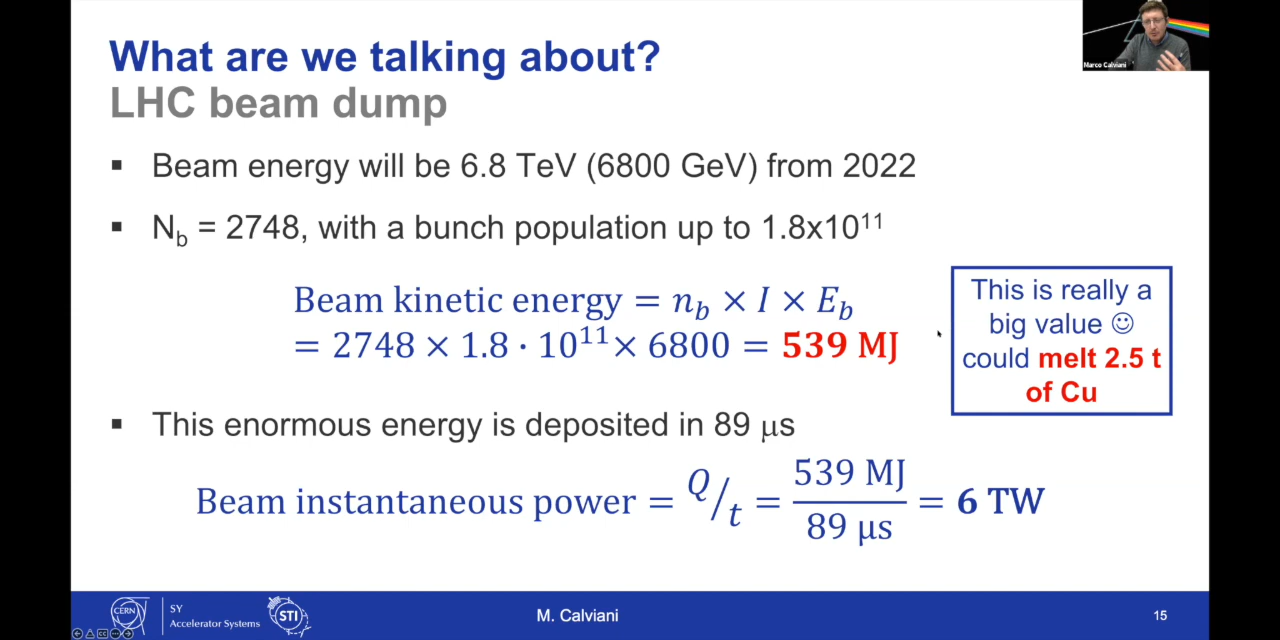 What are we talking about?
LHC beam dump
Marco Calviani
▪ Beam energy will be 6.8 TeV (6800 GeV) from 2022
▪ N_b = 2748, with a bunch population up to 1.8x10¹¹
Beam kinetic energy = n_b × I × E_b
= 2748 × 1.8 · 10¹¹ × 6800 = 539 MJ
This is really a
big value ☺
could melt 2.5 t
of Cu
▪ This enormous energy is deposited in 89 μs
Beam instantaneous power = Q/t = 539 MJ / 89 μs = 6 TW
CERN
SY
Accelerator Systems
STI
M. Calviani
15